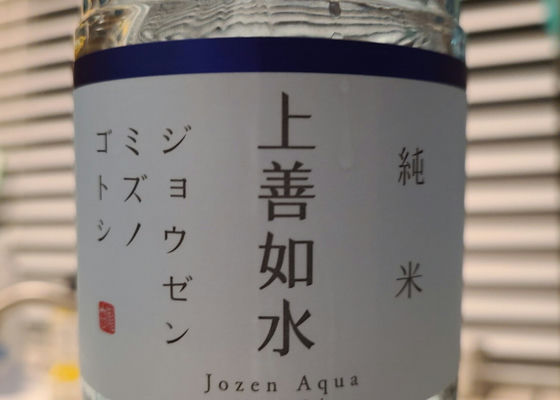 純米
上善如水
ジョウゼン
ミズノ
ゴトシ
Jozen Aqua